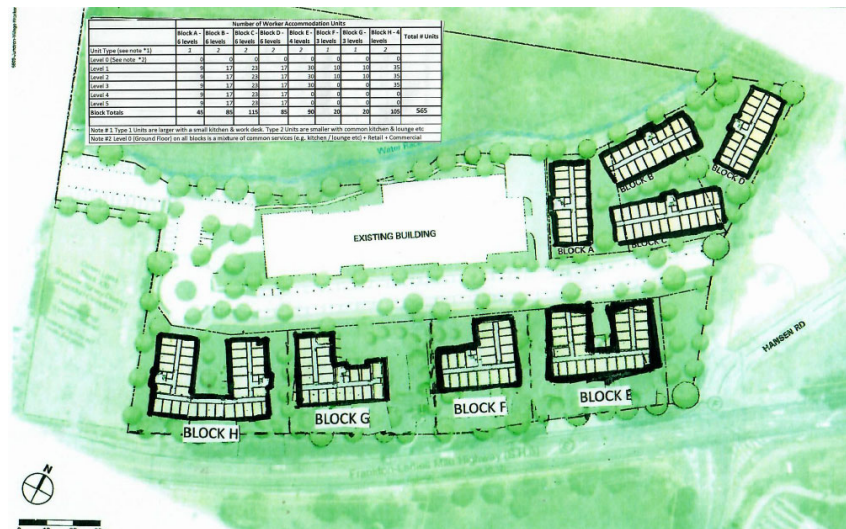 Number of Worker Accommodation Units
Block A - 6 levels Block B - 6 levels Block C - 6 levels Block D - 6 levels Block E - 4 levels Block F - 3 levels Block G - 3 levels Block H - 4 levels Total # Units
Unit Type (see note *1) 1 2 2 2 2 1 1 2
Level 0 (See note *2) 0 0 0 0 0 0 0 0
Level 1 9 17 23 17 30 10 10 35
Level 2 9 17 23 17 30 10 10 35
Level 3 9 17 23 17 30 0 0 35
Level 4 9 17 23 17 0 0 0 0
Level 5 9 17 23 17 0 0 0 0
Block Totals 45 85 115 85 90 20 20 105 565
Note # 1 Type 1 Units are larger with a small kitchen & work desk. Type 2 Units are smaller with common kitchen & lounge etc
Note #2 Level 0 (Ground Floor) on all blocks is a mixture of common services (e.g. kitchen / lounge etc) + Retail + Commercial
Water Race
BLOCK B
BLOCK D
EXISTING BUILDING
BLOCK C
BLOCK A
HANSEN RD
BLOCK E
BLOCK F
BLOCK G
BLOCK H
N